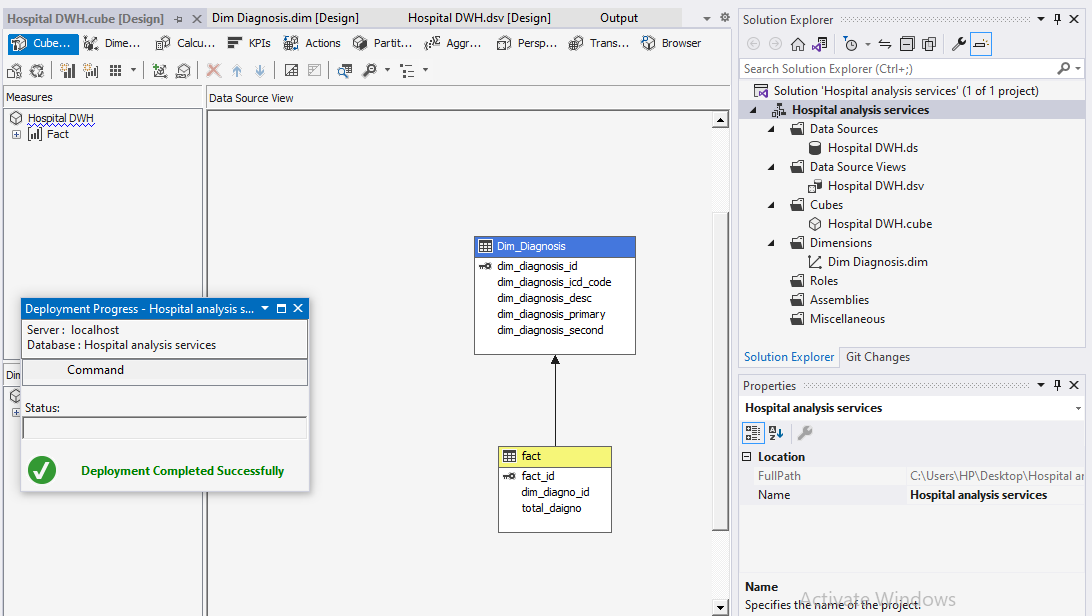 Hospital DWH.cube [Design]
Dim Diagnosis.dim [Design]
Hospital DWH.dsv [Design]
Output
Cube...
Dime...
Calcu...
KPIs
Actions
Partit...
Aggr...
Persp...
Trans...
Browser
Measures
Hospital DWH
Fact
Data Source View
Dim_Diagnosis
dim_diagnosis_id
dim_diagnosis_icd_code
dim_diagnosis_desc
dim_diagnosis_primary
dim_diagnosis_second
fact
fact_id
dim_diagno_id
total_daigno
Dim
Deployment Progress - Hospital analysis s...
Server : localhost
Database : Hospital analysis services
Command
Status:
Deployment Completed Successfully
Solution Explorer
Search Solution Explorer (Ctrl+;)
Solution 'Hospital analysis services' (1 of 1 project)
Hospital analysis services
Data Sources
Hospital DWH.ds
Data Source Views
Hospital DWH.dsv
Cubes
Hospital DWH.cube
Dimensions
Dim Diagnosis.dim
Roles
Assemblies
Miscellaneous
Solution Explorer
Git Changes
Properties
Hospital analysis services
Location
FullPath C:\Users\HP\Desktop\Hospital ar
Name Hospital analysis services
Name
Specifies the name of the project.
Activate Windows